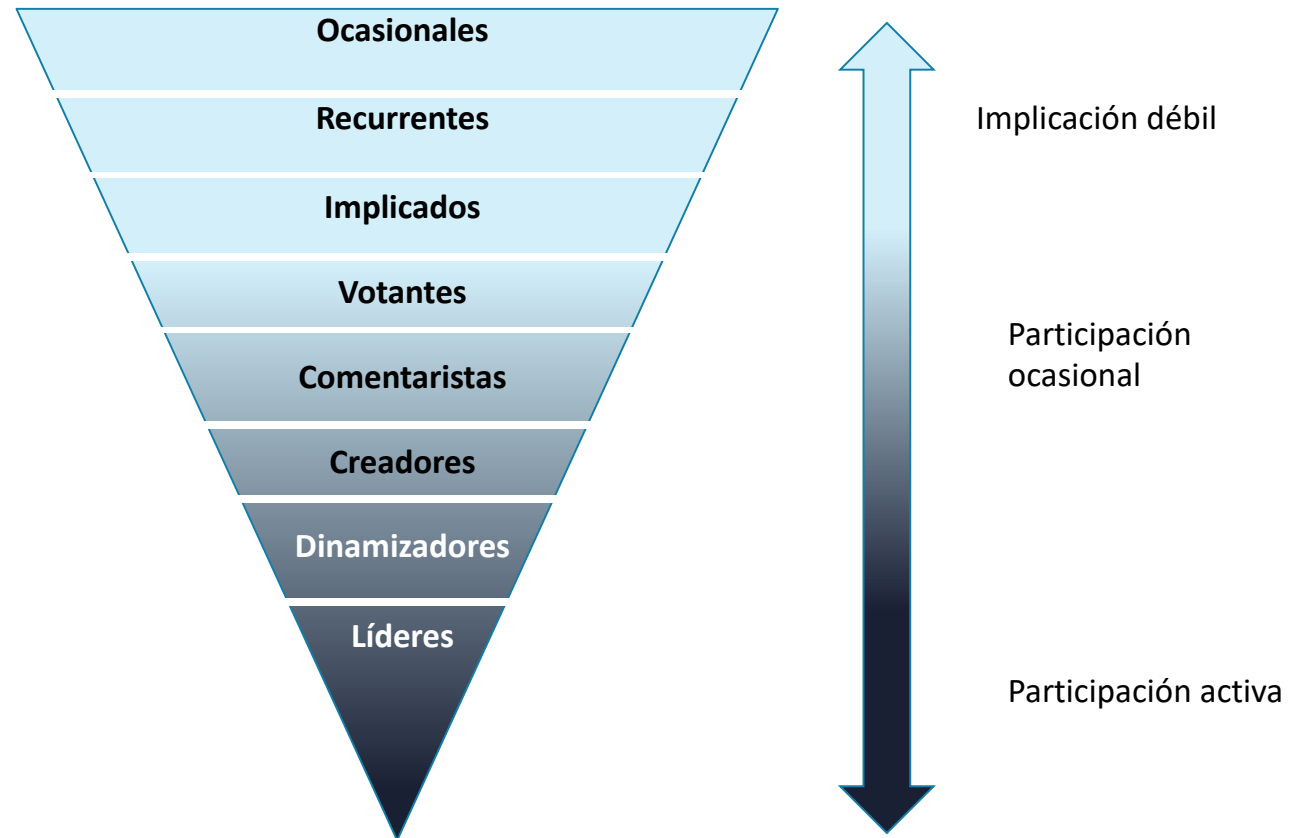 Ocasionales
Recurrentes
Implicados
Votantes
Comentaristas
Creadores
Dinamizadores
Líderes
Implicación débil
Participación
ocasional
Participación activa